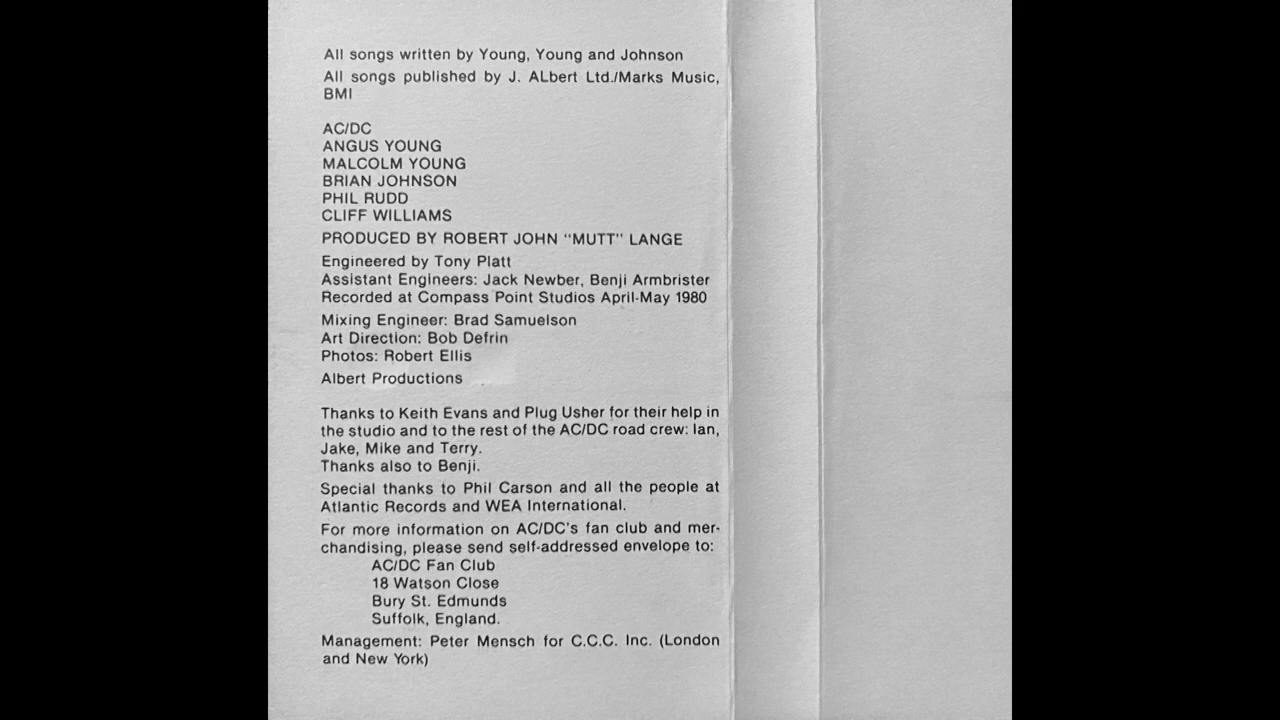 All songs written by Young, Young and Johnson
All songs published by J. ALbert Ltd./Marks Music,
BMI
AC/DC
ANGUS YOUNG
MALCOLM YOUNG
BRIAN JOHNSON
PHIL RUDD
CLIFF WILLIAMS
PRODUCED BY ROBERT JOHN “MUTT” LANGE
Engineered by Tony Platt
Assistant Engineers: Jack Newber, Benji Armbrister
Recorded at Compass Point Studios April-May 1980
Mixing Engineer: Brad Samuelson
Art Direction: Bob Defrin
Photos: Robert Ellis
Albert Productions
Thanks to Keith Evans and Plug Usher for their help in
the studio and to the rest of the AC/DC road crew: Ian,
Jake, Mike and Terry.
Thanks also to Benji.
Special thanks to Phil Carson and all the people at
Atlantic Records and WEA International.
For more information on AC/DC's fan club and mer-
chandising, please send self-addressed envelope to:
AC/DC Fan Club
18 Watson Close
Bury St. Edmunds
Suffolk, England.
Management: Peter Mensch for C.C.C. Inc. (London
and New York)